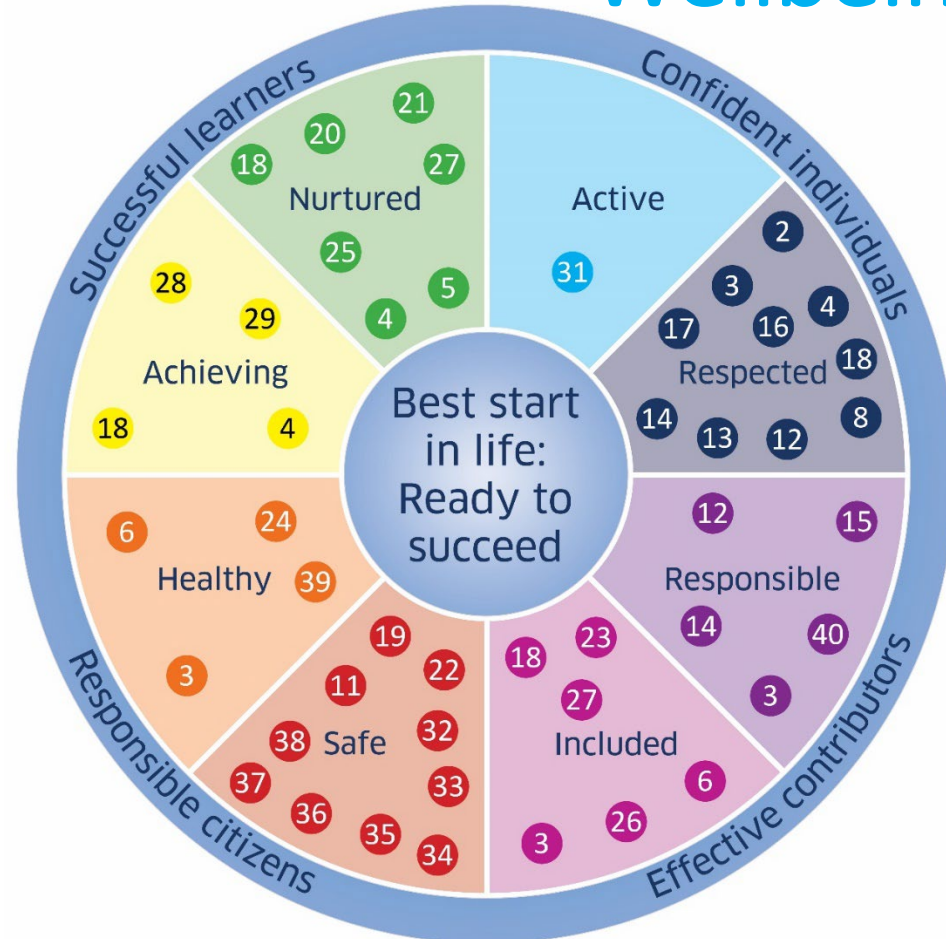 Successful learners
Confident individuals
Nurtured
18
20
21
27
25
4
5
Active
31
Respected
2
3
4
17
16
18
14
13
12
8
Achieving
28
29
18
4
Best start
in life:
Ready to
succeed
Healthy
6
24
39
3
Responsible
12
15
14
40
3
Safe
19
11
22
38
32
37
33
36
35
34
Included
18
23
27
6
26
3
Responsible citizens
Effective contributors